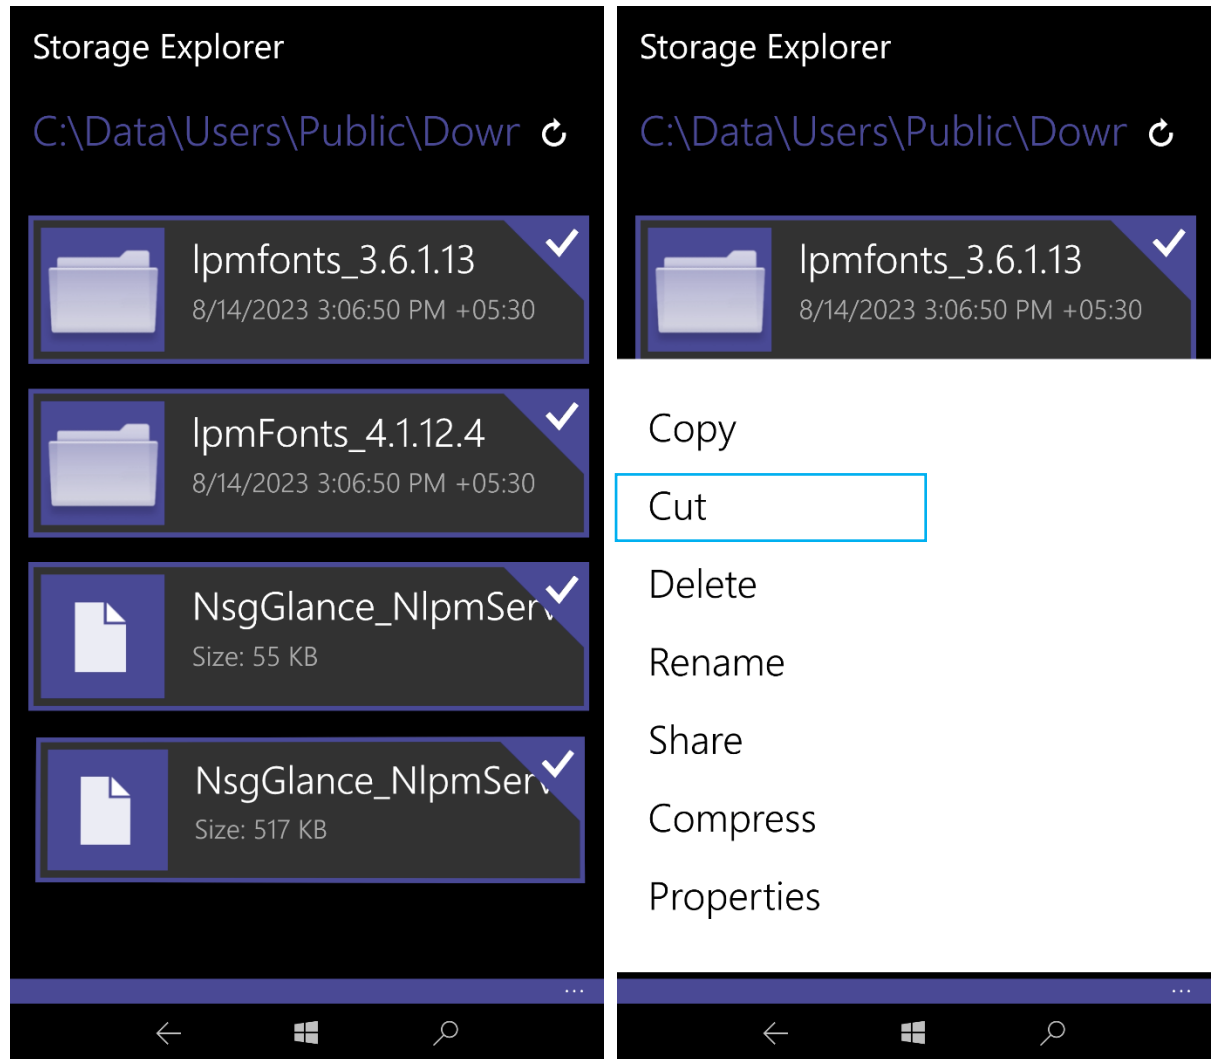 Storage Explorer
C:\Data\Users\Public\Dowr
lpmfonts_3.6.1.13
8/14/2023 3:06:50 PM +05:30
lpmFonts_4.1.12.4
8/14/2023 3:06:50 PM +05:30
NsgGlance_NlpmServ
Size: 55 KB
NsgGlance_NlpmServ
Size: 517 KB
...
Storage Explorer
C:\Data\Users\Public\Dowr
lpmfonts_3.6.1.13
8/14/2023 3:06:50 PM +05:30
Copy
Cut
Delete
Rename
Share
Compress
Properties
...